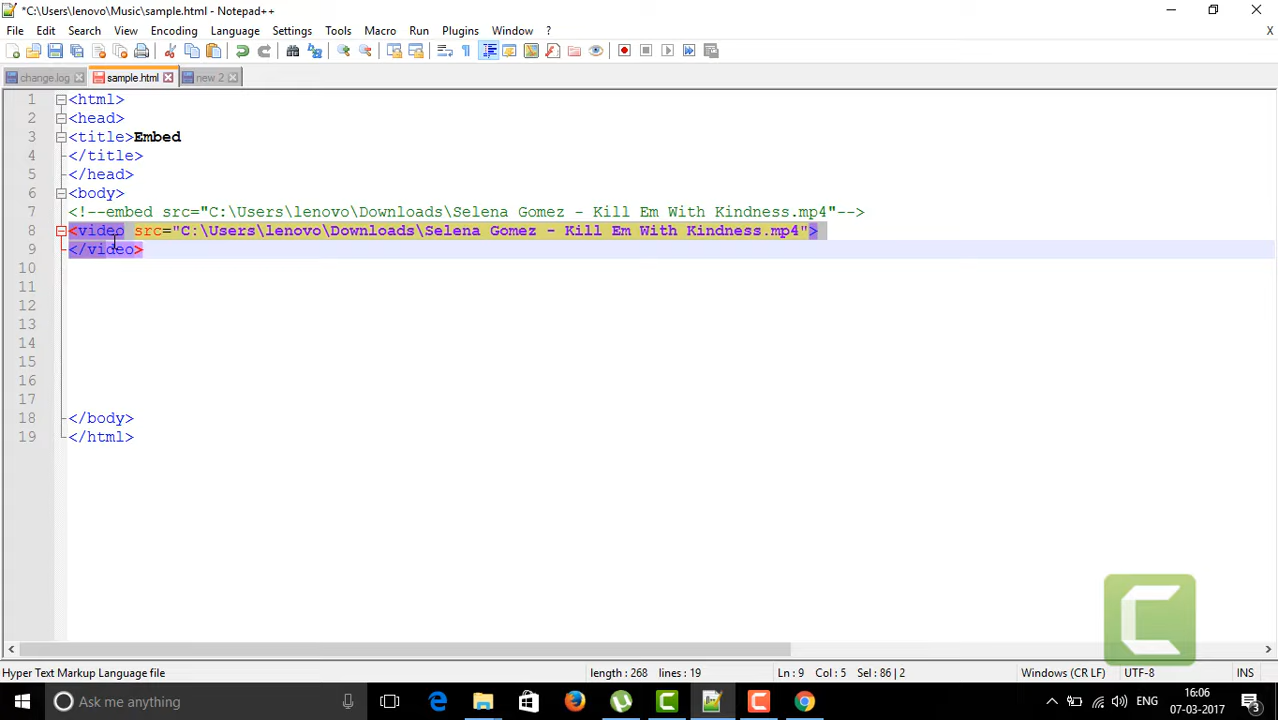 *C:\Users\lenovo\Music\sample.html - Notepad++
File Edit Search View Encoding Language Settings Tools Macro Run Plugins Window ? X
change.log sample.html new 2
1 <html>
2 <head>
3 <title>Embed
4 </title>
5 </head>
6 <body>
7 <!--embed src="C:\Users\lenovo\Downloads\Selena Gomez - Kill Em With Kindness.mp4"-->
8 <video src="C:\Users\lenovo\Downloads\Selena Gomez - Kill Em With Kindness.mp4">
9 </video>
10
11
12
13
14
15
16
17
18 </body>
19 </html>
Hyper Text Markup Language file length : 268 lines : 19 Ln : 9 Col : 5 Sel : 86 | 2 Windows (CR LF) UTF-8 INS
Ask me anything ENG 16:06
07-03-2017 3